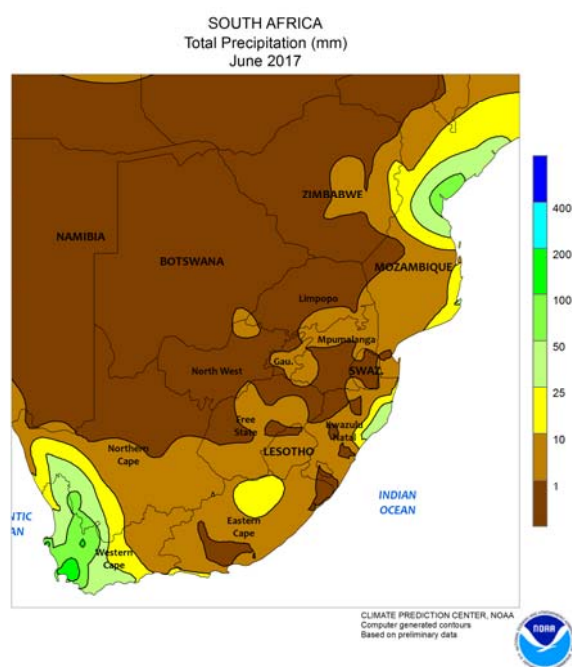 SOUTH AFRICA
Total Precipitation (mm)
June 2017
ZIMBABWE
NAMIBIA
BOTSWANA
MOZAMBIQUE
Limpopo
Mpumalanga
Gau.
North West
SWAZ.
Free
State
Kwazulu
Natal
Northern
Cape
LESOTHO
Eastern
Cape
Western
Cape
NTIC
AN
INDIAN
OCEAN
400
200
100
50
25
10
1
CLIMATE PREDICTION CENTER, NOAA
Computer generated contours
Based on preliminary data
NOAA